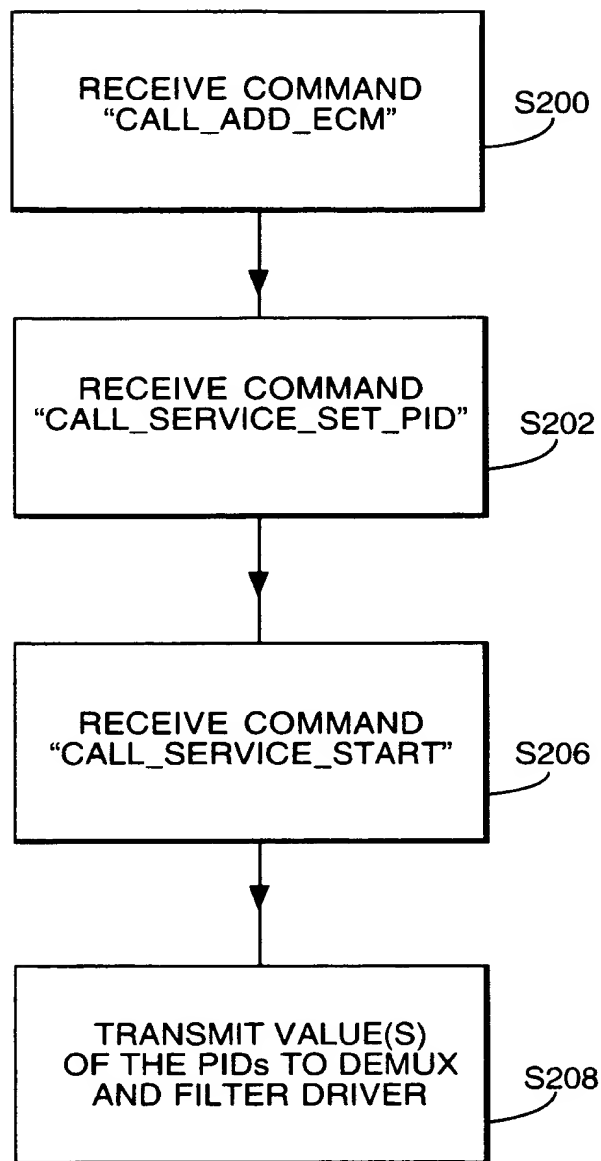 RECEIVE COMMAND
“CALL_ADD_ECM”
S200
RECEIVE COMMAND
“CALL_SERVICE_SET_PID”
S202
RECEIVE COMMAND
“CALL_SERVICE_START”
S206
TRANSMIT VALUE(S)
OF THE PIDs TO DEMUX
AND FILTER DRIVER
S208